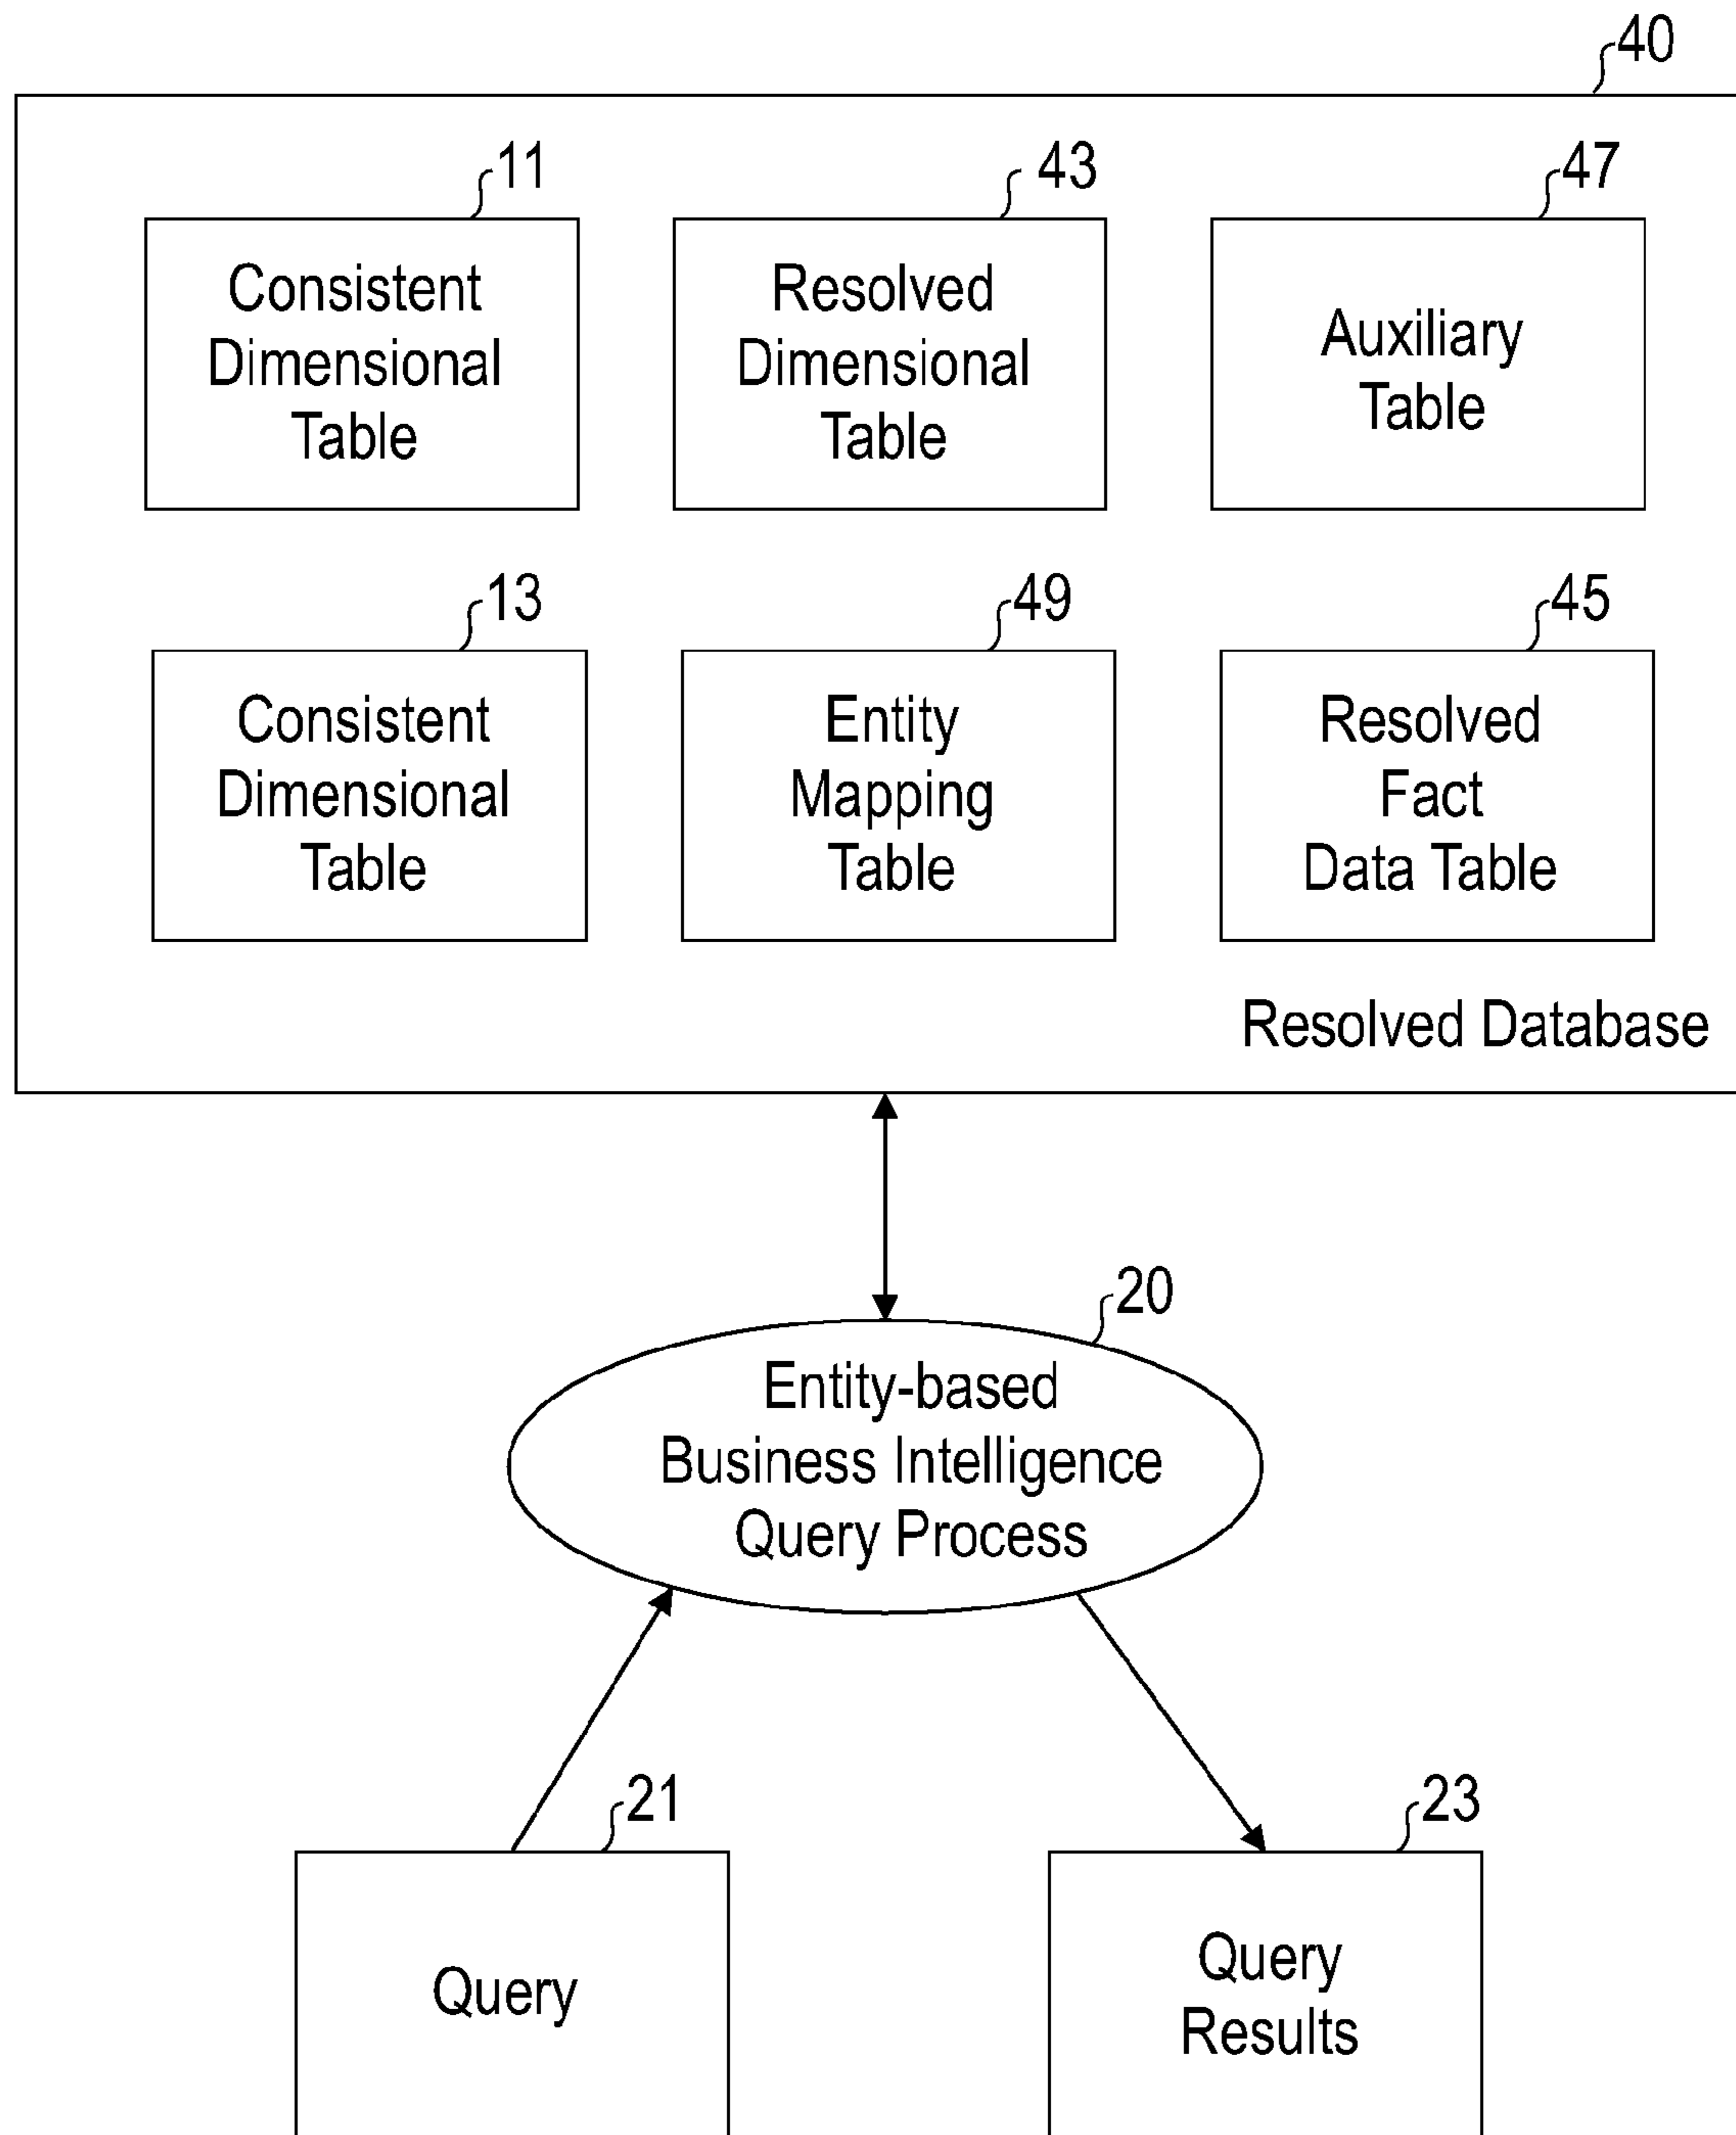 40
11
43
47
Consistent
Dimensional
Table
Resolved
Dimensional
Table
Auxiliary
Table
13
49
45
Consistent
Dimensional
Table
Entity
Mapping
Table
Resolved
Fact
Data Table
Resolved Database
20
Entity-based
Business Intelligence
Query Process
21
23
Query
Query
Results